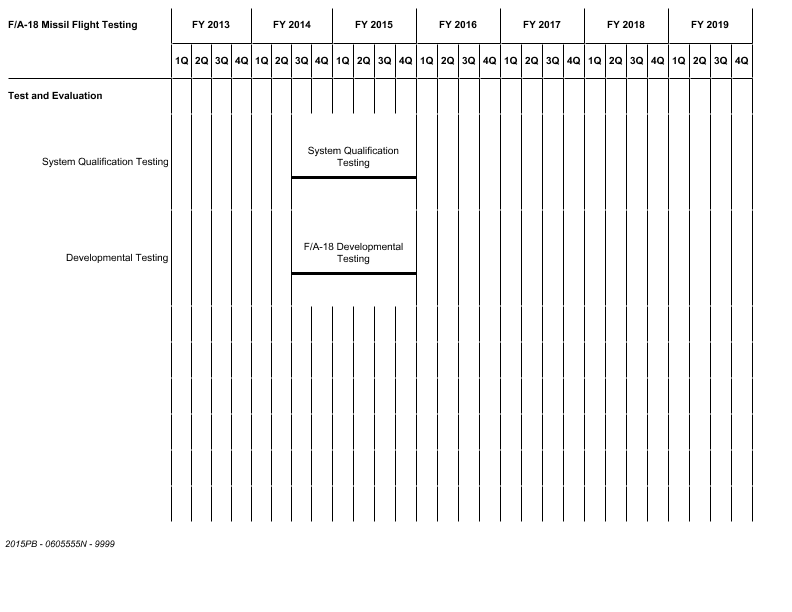 F/A-18 Missil Flight Testing FY 2013 FY 2014 FY 2015 FY 2016 FY 2017 FY 2018 FY 2019
1Q 2Q 3Q 4Q 1Q 2Q 3Q 4Q 1Q 2Q 3Q 4Q 1Q 2Q 3Q 4Q 1Q 2Q 3Q 4Q 1Q 2Q 3Q 4Q 1Q 2Q 3Q 4Q
Test and Evaluation
System Qualification Testing
System Qualification
Testing
Developmental Testing
F/A-18 Developmental
Testing
2015PB - 0605555N - 9999